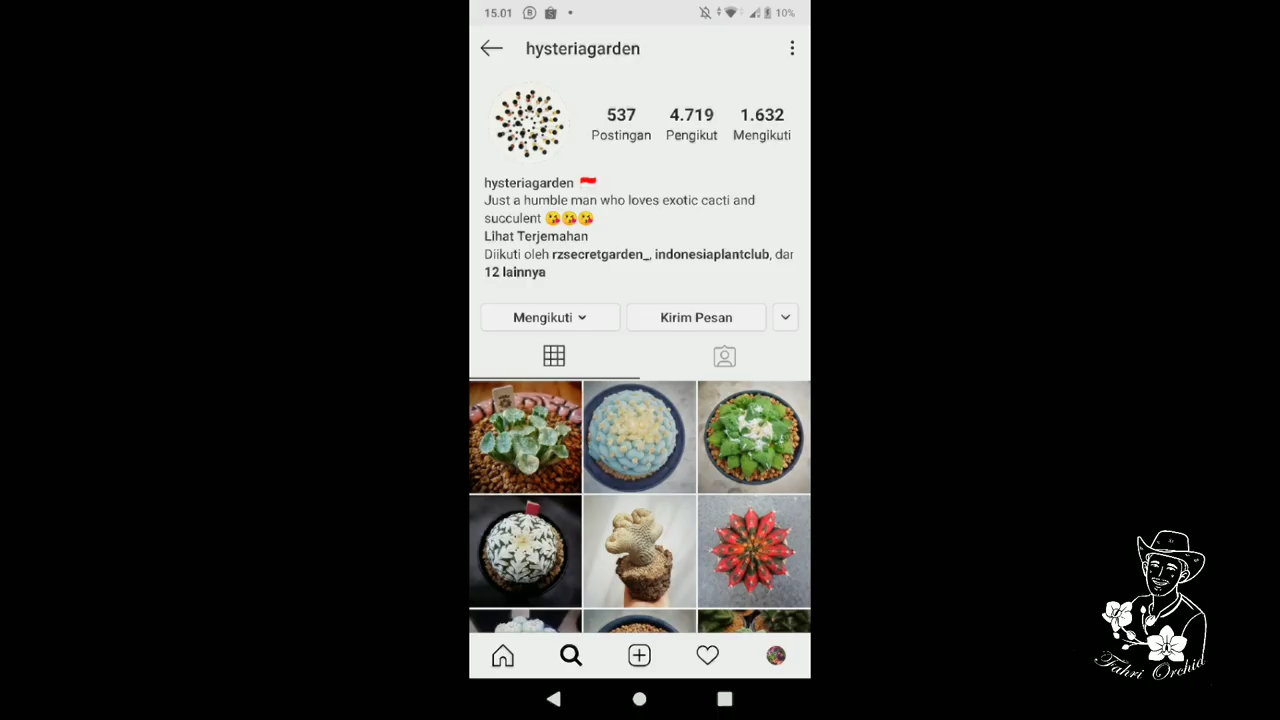 15.01
10%
hysteriagarden
537 4.719 1.632
Postingan Pengikut Mengikuti
hysteriagarden 🇮🇩
Just a humble man who loves exotic cacti and
succulent 😘😘😘
Lihat Terjemahan
Diikuti oleh rzsecretgarden_, indonesiaplantclub, dan
12 lainnya
Mengikuti
Kirim Pesan
Fahri Orchid